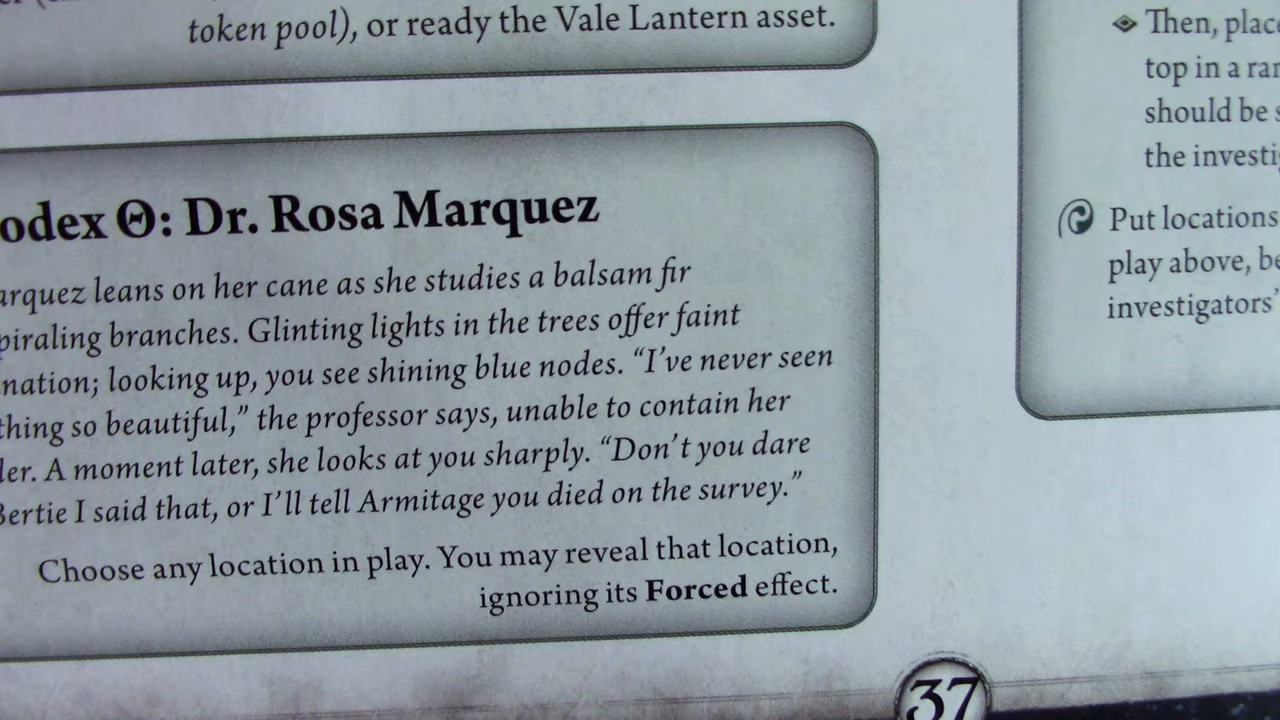 token pool), or ready the Vale Lantern asset.
odex Θ: Dr. Rosa Marquez
arquez leans on her cane as she studies a balsam fir
piraling branches. Glinting lights in the trees offer faint
nation; looking up, you see shining blue nodes. “I’ve never seen
thing so beautiful,” the professor says, unable to contain her
der. A moment later, she looks at you sharply. “Don’t you dare
Bertie I said that, or I’ll tell Armitage you died on the survey.”
Choose any location in play. You may reveal that location,
ignoring its Forced effect.
Then, place
top in a ran
should be s
the investig
Put locations
play above, be
investigators’
37